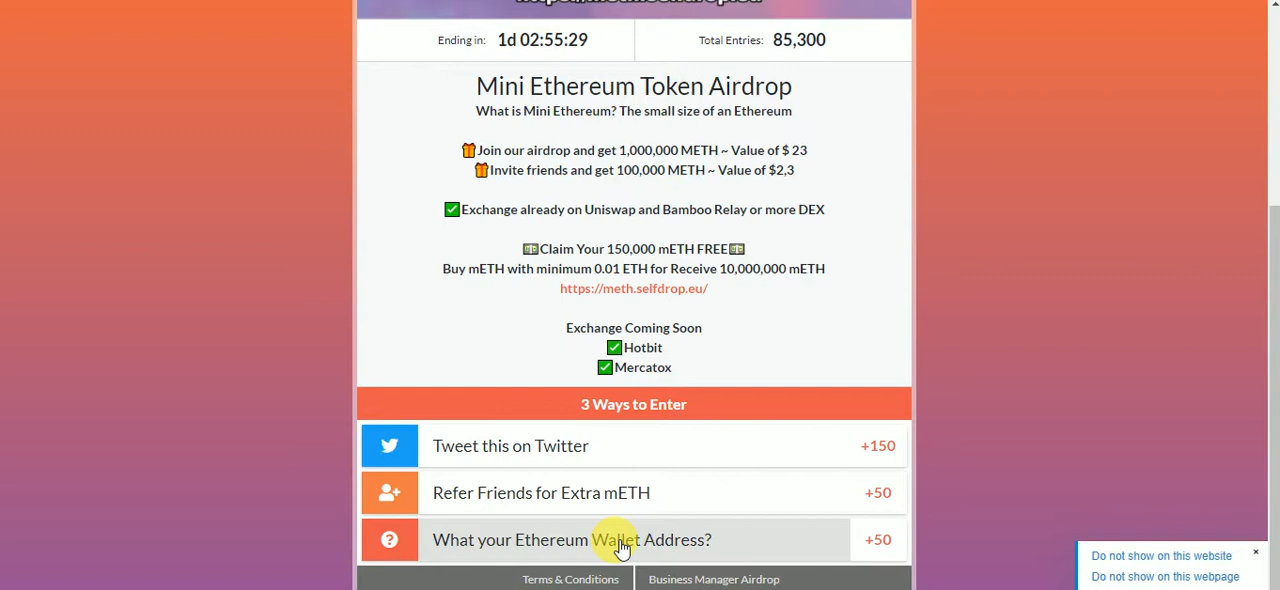 Ending in: 1d 02:55:29
Total Entries: 85,300
Mini Ethereum Token Airdrop
What is Mini Ethereum? The small size of an Ethereum
Join our airdrop and get 1,000,000 METH ~ Value of $ 23
Invite friends and get 100,000 METH ~ Value of $2,3
Exchange already on Uniswap and Bamboo Relay or more DEX
Claim Your 150,000 mETH FREE
Buy mETH with minimum 0.01 ETH for Receive 10,000,000 mETH
https://meth.selfdrop.eu/
Exchange Coming Soon
Hotbit
Mercatox
3 Ways to Enter
Tweet this on Twitter +150
Refer Friends for Extra mETH +50
What your Ethereum Wallet Address? +50
Terms & Conditions
Business Manager Airdrop
Do not show on this website
Do not show on this webpage